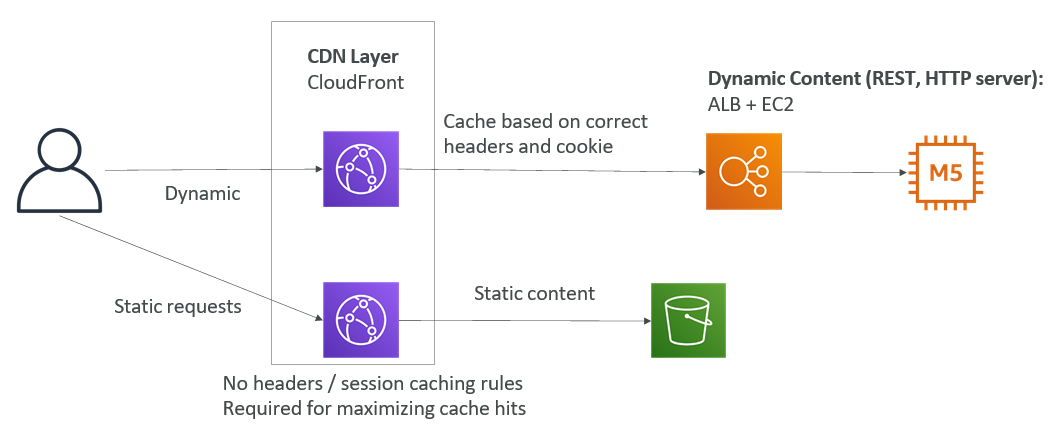 CDN Layer
CloudFront
Dynamic Content (REST, HTTP server):
ALB + EC2
Cache based on correct
headers and cookie
Dynamic
M5
Static requests
Static content
No headers / session caching rules
Required for maximizing cache hits